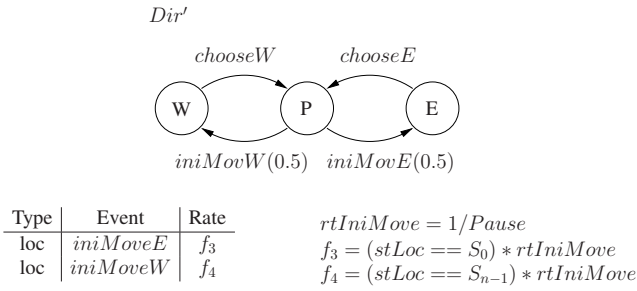 Dir′
chooseW chooseE
W P E
iniMovW(0.5) iniMovE(0.5)
Type Event Rate
loc iniMoveE f₃
loc iniMoveW f₄
rtIniMove = 1/Pause
f₃ = (stLoc == S₀) ∗ rtIniMove
f₄ = (stLoc == Sₙ₋₁) ∗ rtIniMove